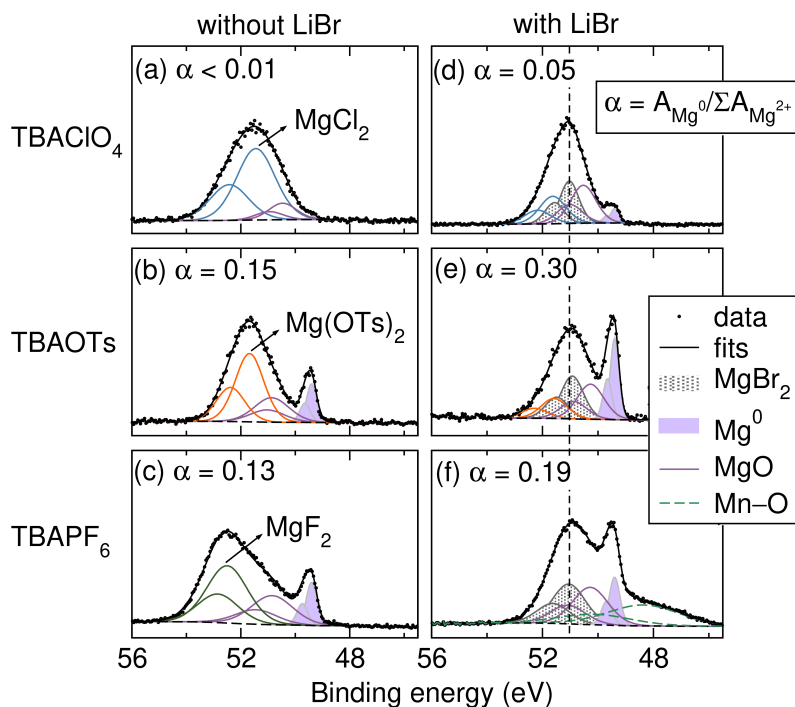 without LiBr
with LiBr
(a) α < 0.01
(d) α = 0.05
α = A_Mg⁰/ΣA_Mg²⁺
TBAClO₄
MgCl₂
(b) α = 0.15
(e) α = 0.30
TBAOTs
Mg(OTs)₂
data
fits
MgBr₂
Mg⁰
MgO
Mn–O
(c) α = 0.13
(f) α = 0.19
TBAPF₆
MgF₂
56 52 48 56 52 48
Binding energy (eV)